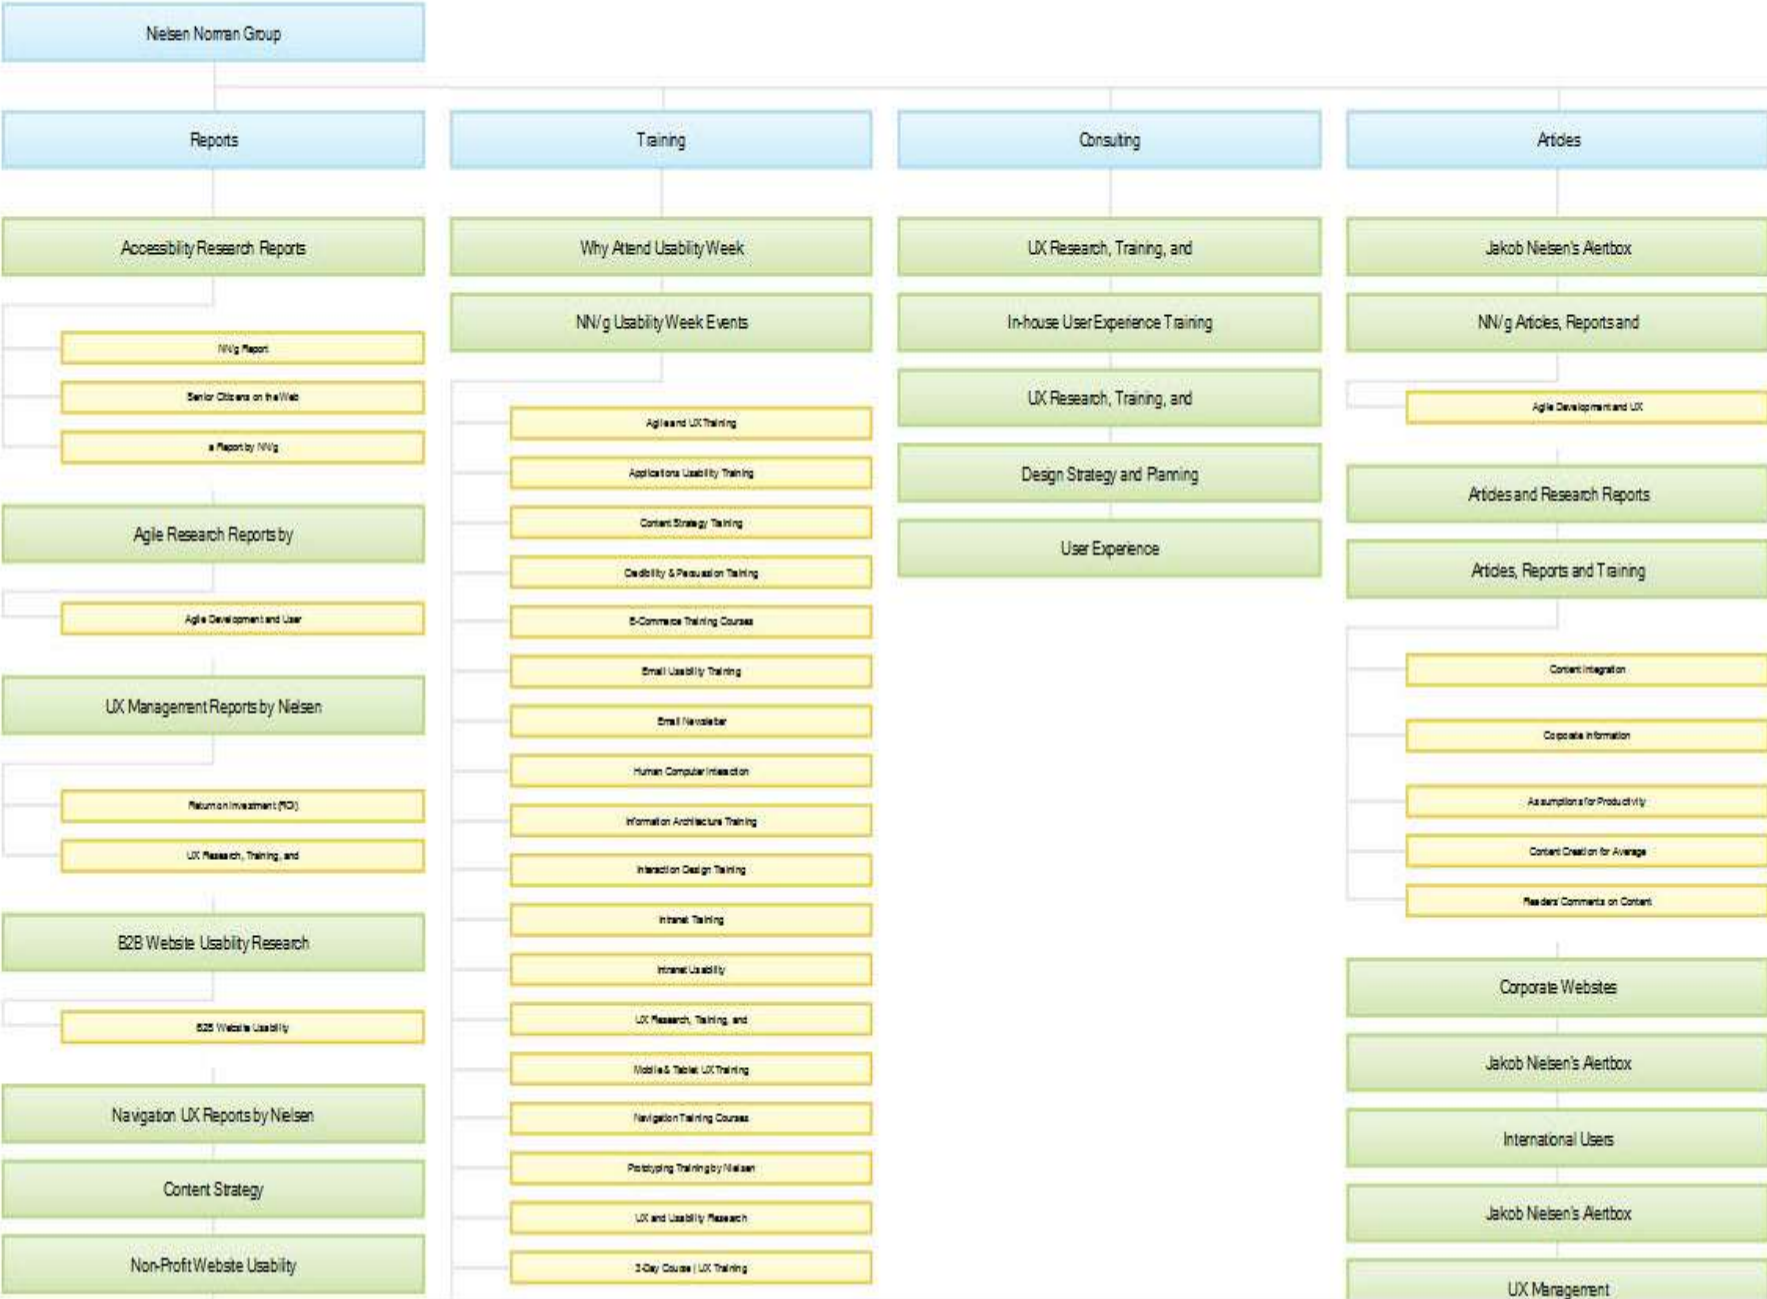 Nielsen Norman Group
Reports
Training
Consulting
Articles
Accessibility Research Reports
NN/g Report
Senior Citizens on the Web
a Report by NN/g
Agile Research Reports by
Agile Development and User
UX Management Reports by Nielsen
Return on Investment (ROI)
UX Research, Training, and
B2B Website Usability Research
B2B Website Usability
Navigation UX Reports by Nielsen
Content Strategy
Non-Profit Website Usability
Why Attend Usability Week
NN/g Usability Week Events
Agile and UX Training
Applications Usability Training
Content Strategy Training
Credibility & Persuasion Training
E-Commerce Training Courses
Email Usability Training
Email Newsletter
Human Computer Interaction
Information Architecture Training
Interaction Design Training
Intranet Training
Intranet Usability
UX Research, Training, and
Mobile & Tablet UX Training
Navigation Training Courses
Prototyping Training by Nielsen
UX and Usability Research
3-Day Course | UX Training
UX Research, Training, and
In-house User Experience Training
UX Research, Training, and
Design Strategy and Planning
User Experience
Jakob Nielsen's Alertbox
NN/g Articles, Reports and
Agile Development and UX
Articles and Research Reports
Articles, Reports and Training
Content Integration
Corporate Information
Assumptions for Productivity
Content Creation for Average
Readers' Comments on Content
Corporate Websites
Jakob Nielsen's Alertbox
International Users
Jakob Nielsen's Alertbox
UX Management